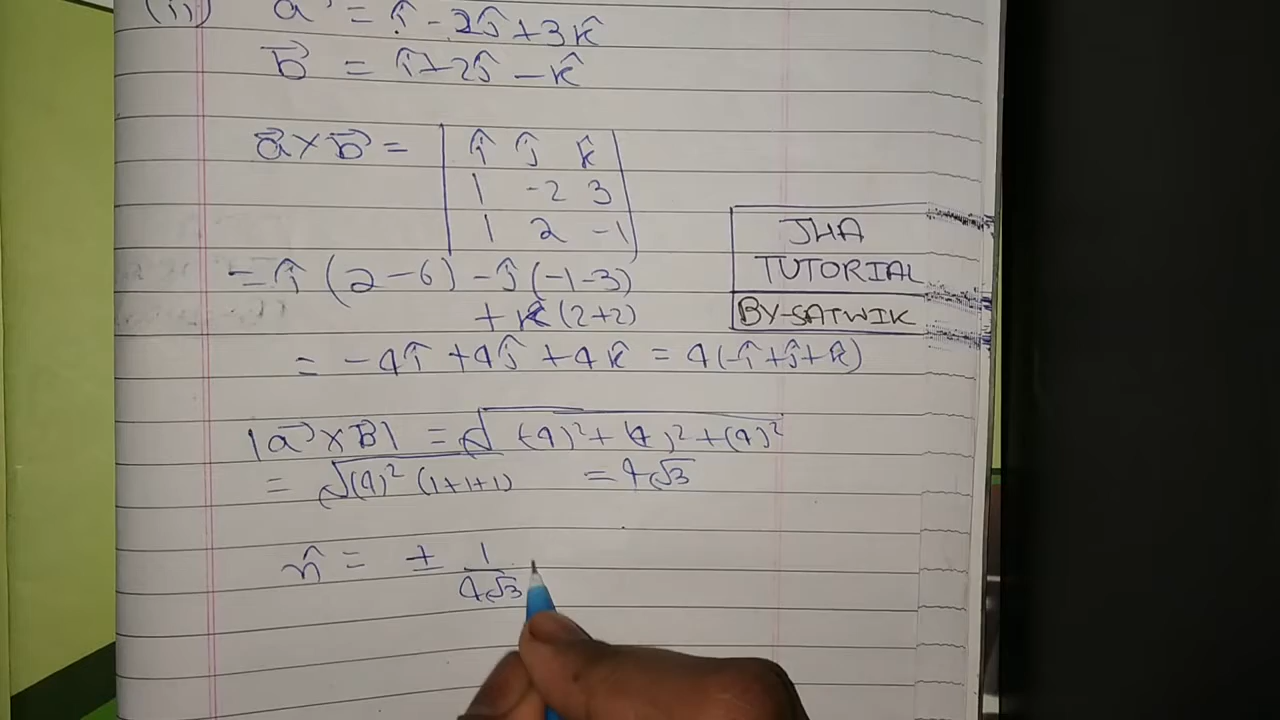 (ii) a⃗ = î - 2ĵ + 3k̂
b⃗ = î + 2ĵ - k̂
a⃗ × b⃗ = | î ĵ k̂ |
1 -2 3
1 2 -1
= î (2-6) - ĵ (-1-3)
+ k̂ (2+2)
= -4î + 4ĵ + 4k̂ = 4(-î+ĵ+k̂)
JHA
TUTORIAL
BY-SATWIK
|a⃗ × b⃗| = √(-4)² + (4)² + (4)²
= √(4)² (1+1+1) = 4√3
n̂ = ± 1/4√3